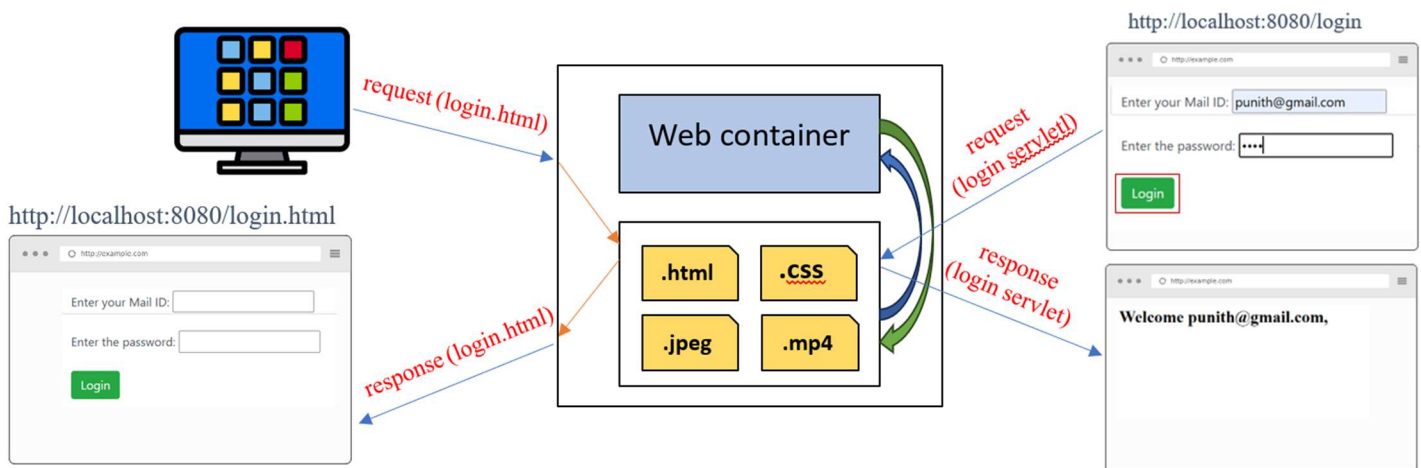 http://localhost:8080/login
http://example.com
Enter your Mail ID: punith@gmail.com
Enter the password: ••••
Login
request (login.html)
Web container
request
(login servletl)
http://localhost:8080/login.html
http://example.com
Enter your Mail ID:
Enter the password:
Login
response (login.html)
.html
.css
.jpeg
.mp4
response
(login servlet)
http://example.com
Welcome punith@gmail.com,